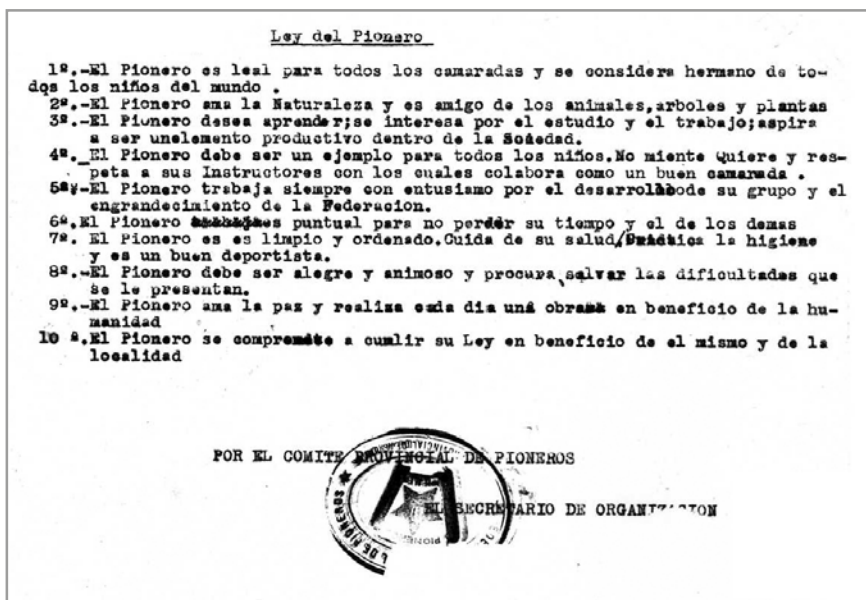 Ley del Pionero
1º.-El Pionero es leal para todos los camaradas y se considera hermano de to-
dos los niños del mundo .
2º.-El Pionero ama la Naturaleza y es amigo de los animales,arboles y plantas
3º.-El Pionero desea aprender;se interesa por el estudio y el trabajo;aspira
a ser unelemento productivo dentro de la Sociedad.
4º._El Pionero debe ser un ejemplo para todos los niños.No miente Quiere y res-
peta a sus Instructores con los cuales colabora como un buen camarada .
5º.-El Pionero trabaja siempre con entusiamo por el desarrollo de su grupo y el
engrandecimiento de la Federacion.
6º.El Pionero es puntual para no perder su tiempo y el de los demas
7º. El Pionero es es limpio y ordenado.Cuida de su salud/Practica la higiene
y es un buen deportista.
8º.-El Pionero debe ser alegre y animoso y procura salvar las dificultades que
se le presentan.
9º.-El Pionero ama la paz y realiza cada dia una obra en beneficio de la hu-
manidad
10 º.El Pionero se compromete a cumlir su Ley en beneficio de el mismo y de la
localidad
POR EL COMITE PROVINCIAL DE PIONEROS
EL SECRETARIO DE ORGANIZACION
DE PIONEROS